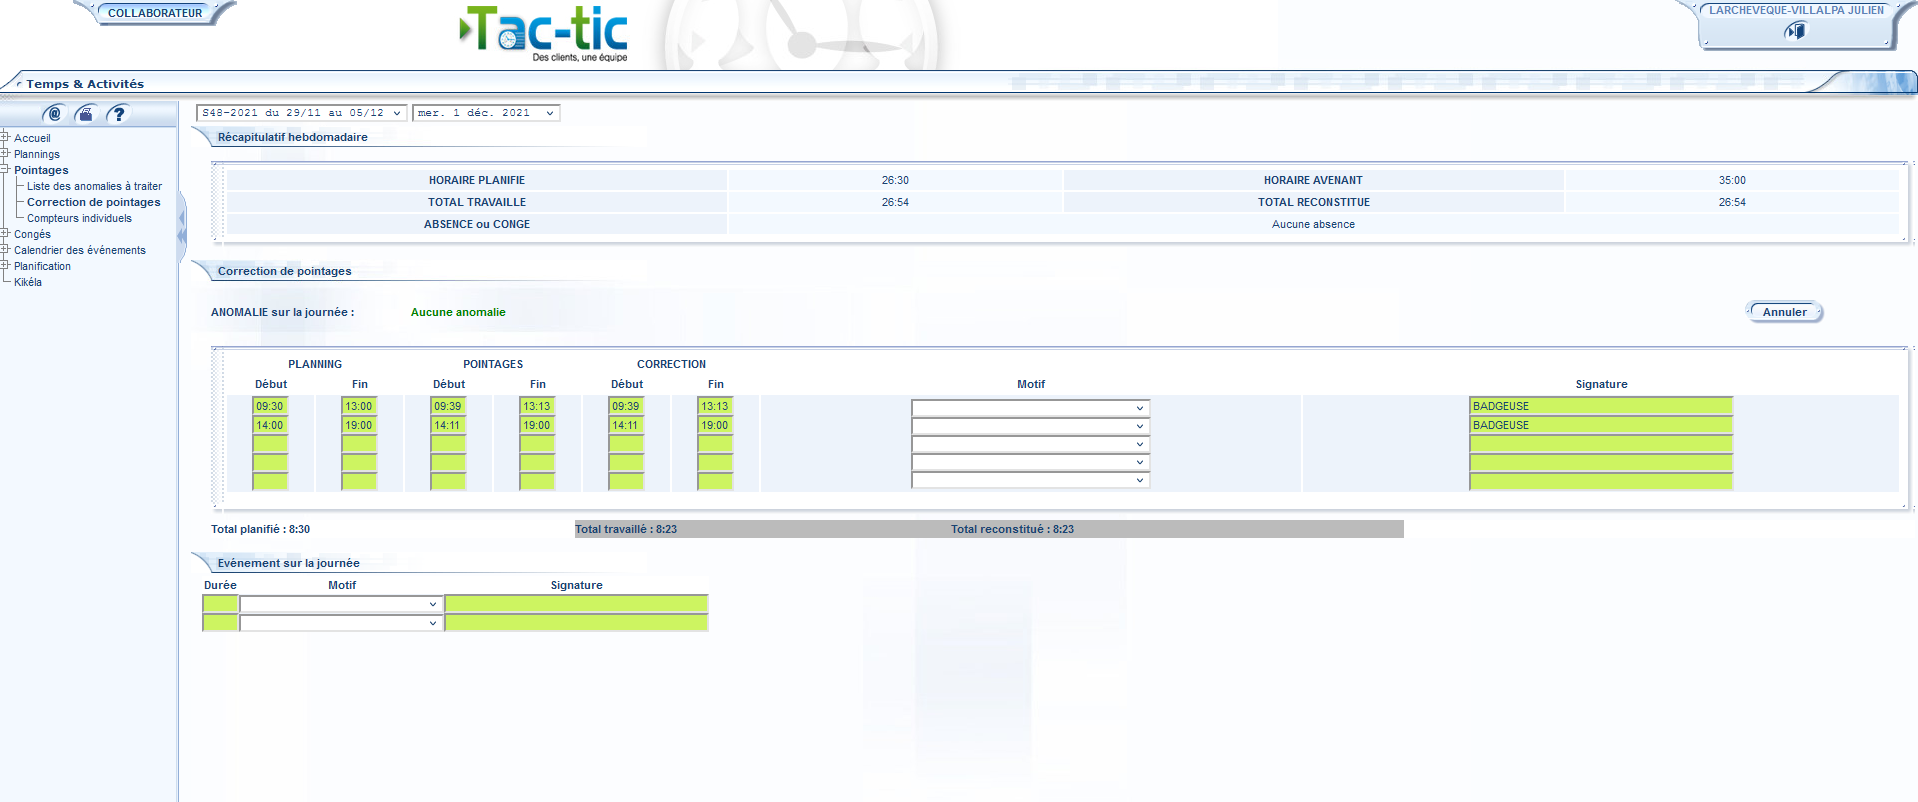 COLLABORATEUR
Tac-tic
Des clients, une équipe
LARCHEVEQUE-VILLALPA JULIEN
Temps & Activités
@ ?
Accueil
Plannings
Pointages
Liste des anomalies à traiter
Correction de pointages
Compteurs individuels
Congés
Calendrier des événements
Planification
Kikéla
S48-2021 du 29/11 au 05/12 mer. 1 déc. 2021
Récapitulatif hebdomadaire
HORAIRE PLANIFIE 26:30 HORAIRE AVENANT 35:00
TOTAL TRAVAILLE 26:54 TOTAL RECONSTITUE 26:54
ABSENCE ou CONGE Aucune absence
Correction de pointages
ANOMALIE sur la journée : Aucune anomalie Annuler
PLANNING POINTAGES CORRECTION
Début Fin Début Fin Début Fin Motif Signature
09:30 13:00 09:39 13:13 09:39 13:13 BADGEUSE
14:00 19:00 14:11 19:00 14:11 19:00 BADGEUSE
Total planifié : 8:30 Total travaillé : 8:23 Total reconstitué : 8:23
Evénement sur la journée
Durée Motif Signature